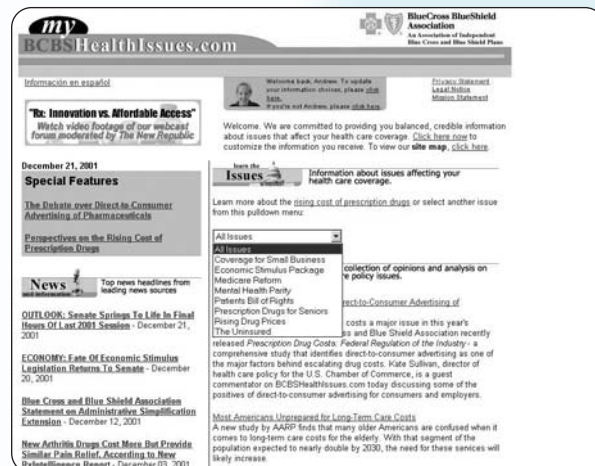 my
BCBSHealthIssues.com
BlueCross BlueShield
Association
An Association of Independent
Blue Cross and Blue Shield Plans
Información en español
Welcome back, Andrew. To update
your information choices, please click
here.
If you're not Andrew, please click here.
Privacy Statement
Legal Notice
Mission Statement
"Rx: Innovation vs. Affordable Access"
Watch video footage of our webcast
forum moderated by The New Republic
Welcome. We are committed to providing you balanced, credible information
about issues that affect your health care coverage. Click here now to
customize the information you receive. To view our site map, click here.
December 21, 2001
Special Features
The Debate over Direct-to-Consumer
Advertising of Pharmaceuticals
Perspectives on the Rising Cost of
Prescription Drugs
News
and information
Top news headlines from
leading news sources
OUTLOOK: Senate Springs To Life In Final
Hours Of Last 2001 Session - December 21,
2001
ECONOMY: Fate Of Economic Stimulus
Legislation Returns To Senate - December
20, 2001
Blue Cross and Blue Shield Association
Statement on Administrative Simplification
Extension - December 12, 2001
New Arthritis Drugs Cost More But Provide
Similar Pain Relief, According to New
RxIntelligence Report - December 03, 2001
learn the
Issues
Information about issues affecting your
health care coverage.
Learn more about the rising cost of prescription drugs or select another issue
from this pulldown menu:
All Issues
All Issues
Coverage for Small Business
Economic Stimulus Package
Medicare Reform
Mental Health Parity
Patients Bill of Rights
Prescription Drugs for Seniors
Rising Drug Prices
The Uninsured
collection of opinions and analysis on
policy issues.
Direct-to-Consumer Advertising of
costs a major issue in this year's
and Blue Shield Association recently
released Prescription Drug Costs: Federal Regulation of the Industry - a
comprehensive study that identifies direct-to-consumer advertising as one of
the major factors behind escalating drug costs. Kate Sullivan, director of
health care policy for the U.S. Chamber of Commerce, is a guest
commentator on BCBSHealthIssues.com today discussing some of the
positives of direct-to-consumer advertising for consumers and employers.
Most Americans Unprepared for Long-Term Care Costs
A new study by AARP finds that many older Americans are confused when it
comes to long-term care costs for the elderly. With that segment of the
population expected to nearly double by 2030, the need for these services will
likely increase.